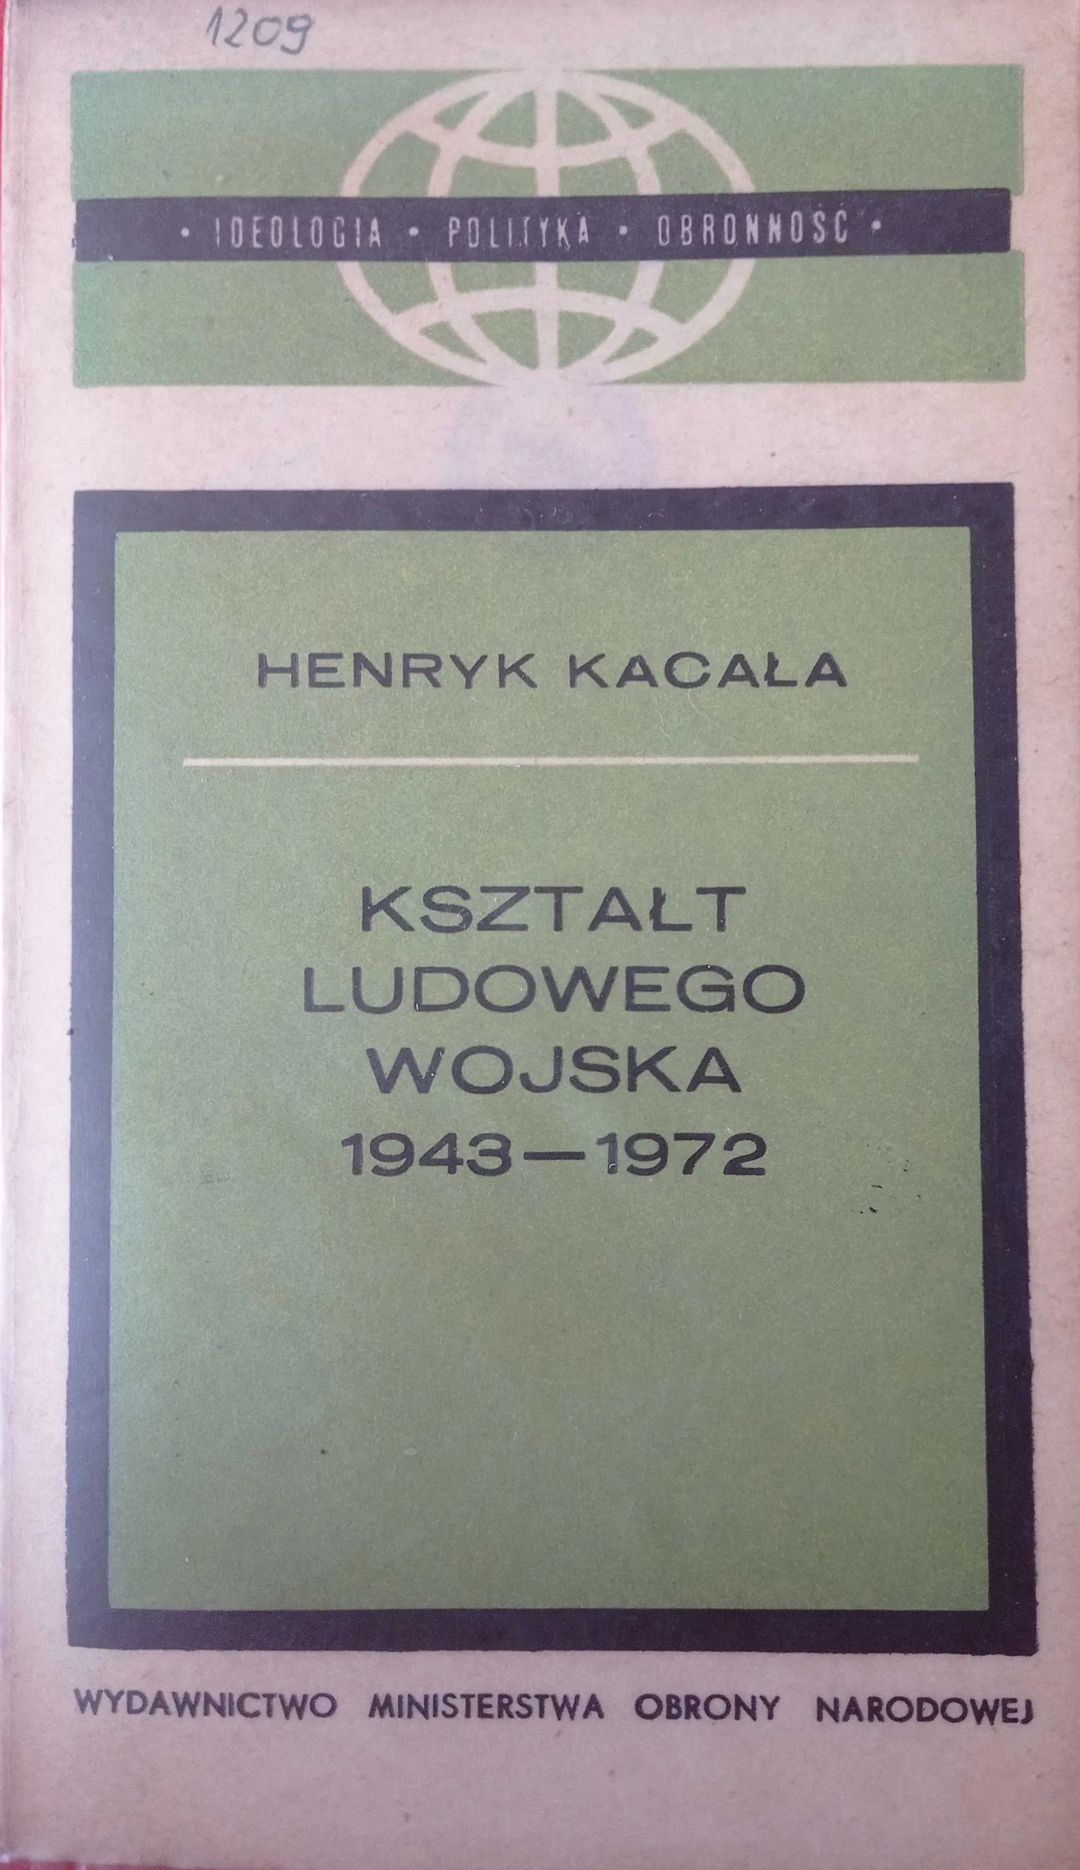 1209
• IDEOLOGIA • POLITYKA • OBRONNOŚĆ •
HENRYK KACAŁA
KSZTAŁT
LUDOWEGO
WOJSKA
1943—1972
WYDAWNICTWO MINISTERSTWA OBRONY NARODOWEJ